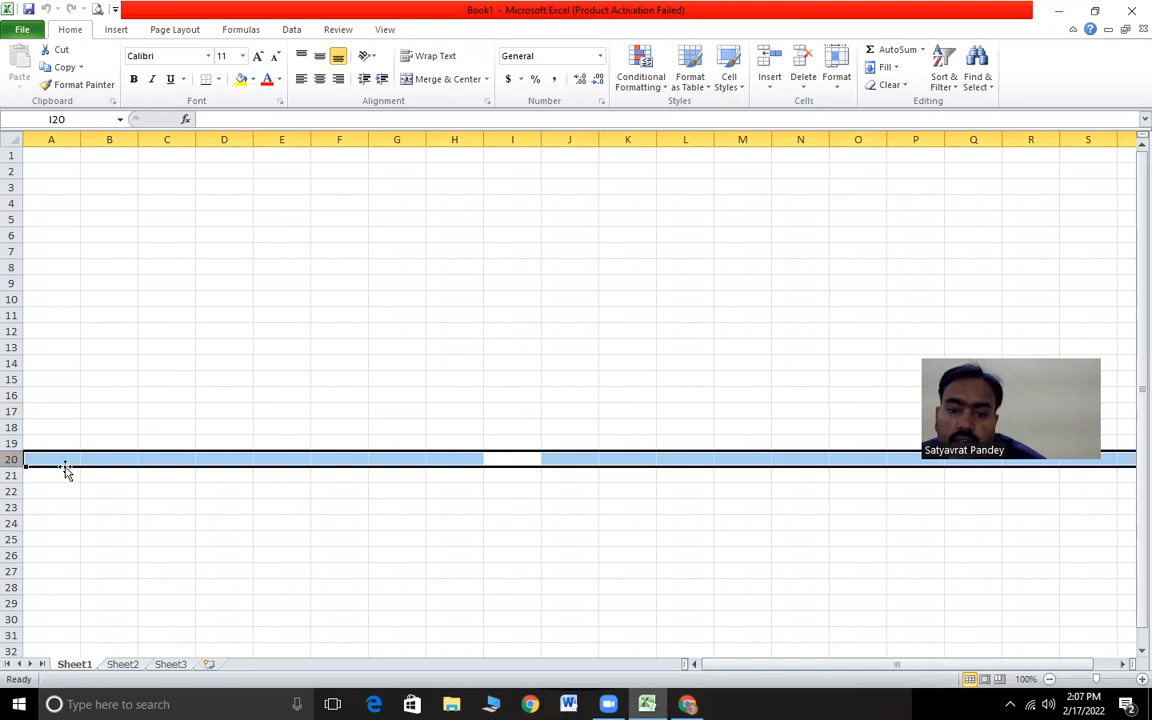 Book1 - Microsoft Excel (Product Activation Failed)
File Home Insert Page Layout Formulas Data Review View
Paste Cut Copy Format Painter Clipboard
Calibri 11 B I U Font
Wrap Text Merge & Center Alignment
General $ % , Number
Conditional Formatting Format as Table Cell Styles Styles
Insert Delete Format Cells
AutoSum Fill Clear Sort & Filter Find & Select Editing
I20 fx
A B C D E F G H I J K L M N O P Q R S
1
2
3
4
5
6
7
8
9
10
11
12
13
14
15
16
17
18
19
20
21
22
23
24
25
26
27
28
29
30
31
32
Satyavrat Pandey
Sheet1 Sheet2 Sheet3
Ready 100%
Type here to search
2:07 PM
2/17/2022
2